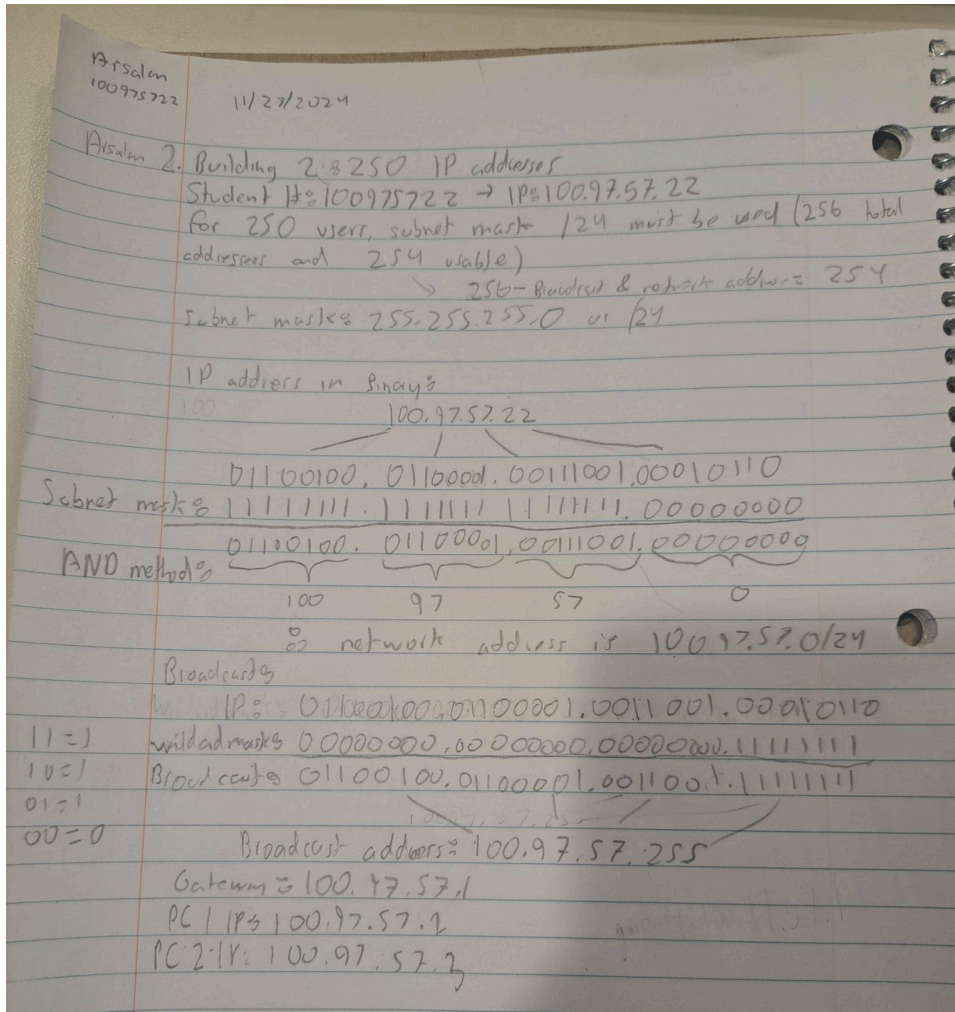 Arsalan
100975722
11/27/2024
Arsalan 2. Building 2:8250 IP addresses
Student #: 100975722 → IP: 100.97.57.22
for 250 users, subnet mask /24 must be used (256 total
addresses and 254 usable)
↘ 256 - Broadcast & network address = 254
Subnet mask: 255.255.255.0 or /24
IP address in Binary:
100
100.97.57.22
01100100. 0110001. 00111001. 00010110
Subnet mask: 11111111. 11111111 11111111. 00000000
01100100. 01100001. 00111001. 00000000
AND method:
100 97 57 0
∴ network address is 100.97.57.0/24
Broadcast:
IP: 01100100.01100001.0011001.00010110
11=1 wildcardmask: 00000000.00000000.00000000.11111111
10=1 Broadcast: 01100100.01100001.0011001.11111111
01=1
00=0
Broadcast address: 100.97.57.255
Gateway: 100.97.57.1
PC 1 IP: 100.97.57.2
PC 2 IP: 100.97.57.3